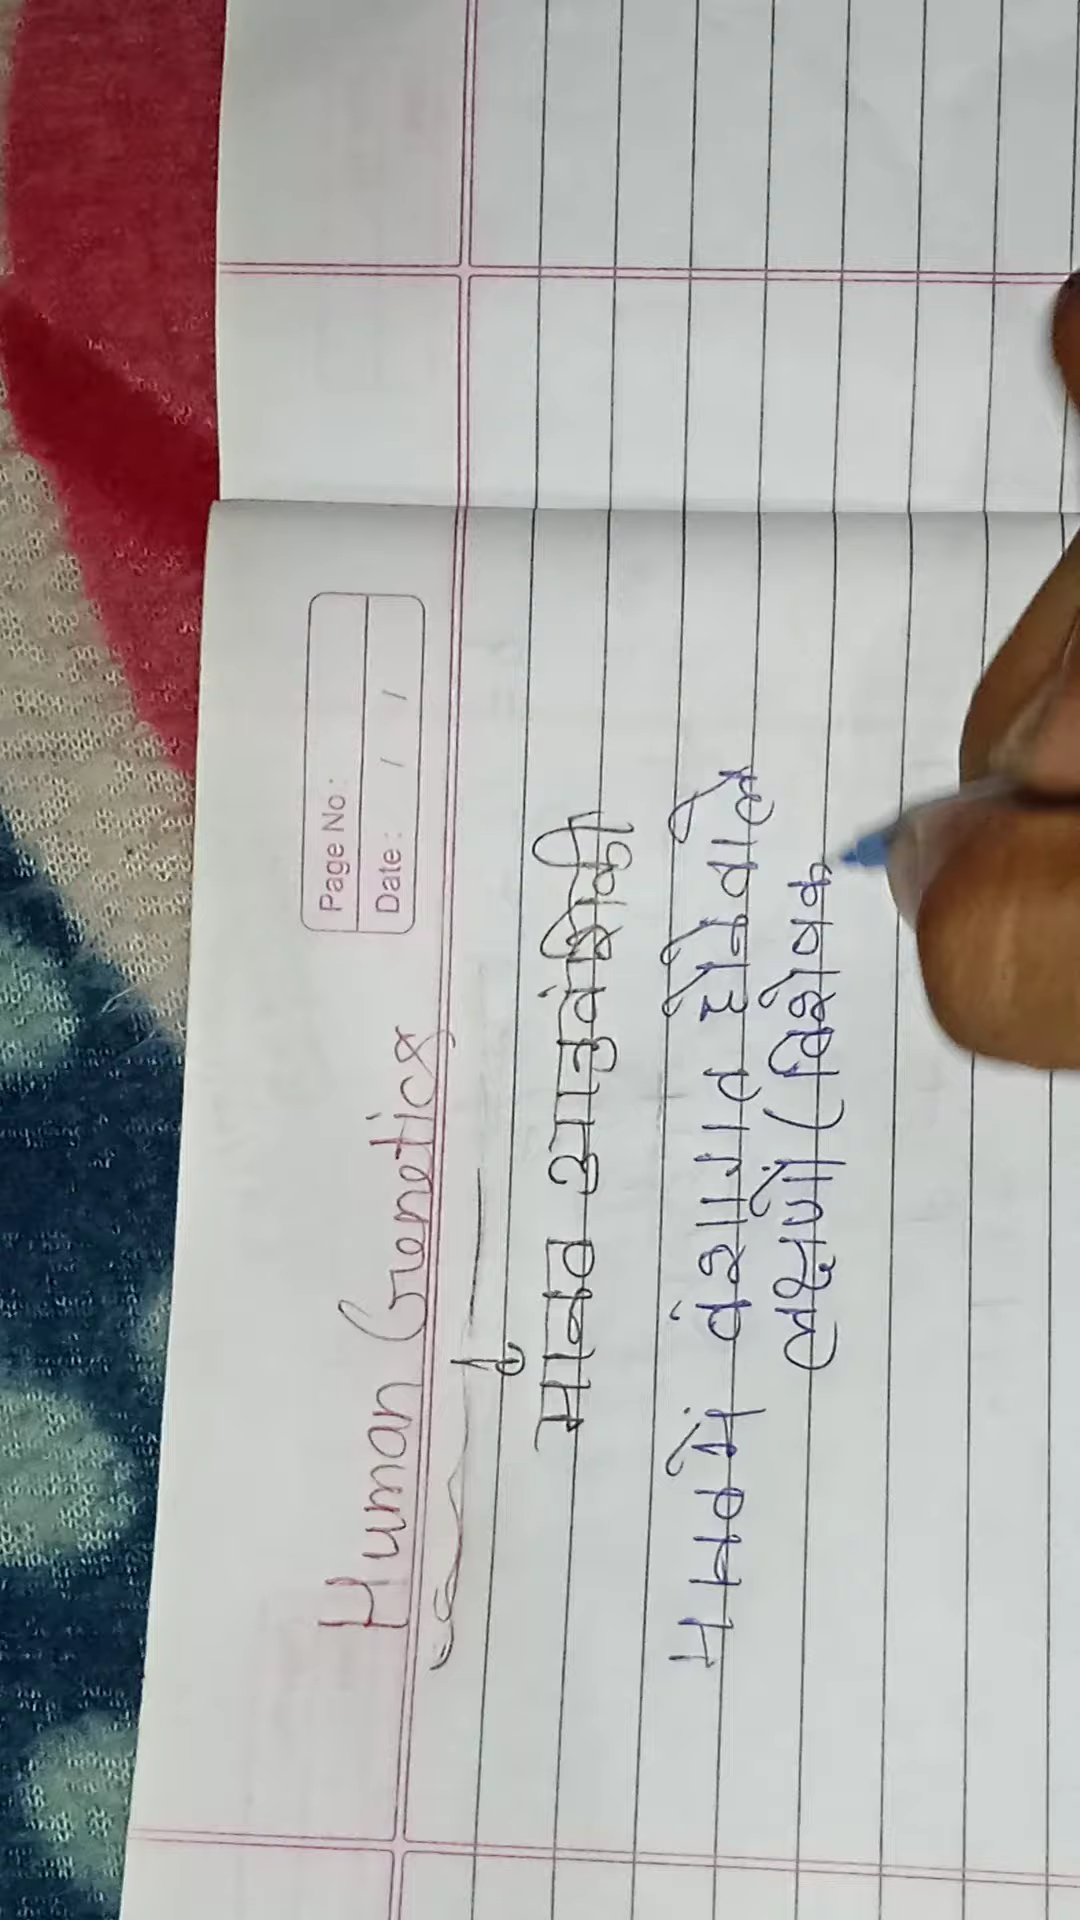 Page No :
Date : / /
Human Genetics
मानव आनुवंशिकी
मानवों में वंशागत होनेवाले
लक्षणों (विशेषक